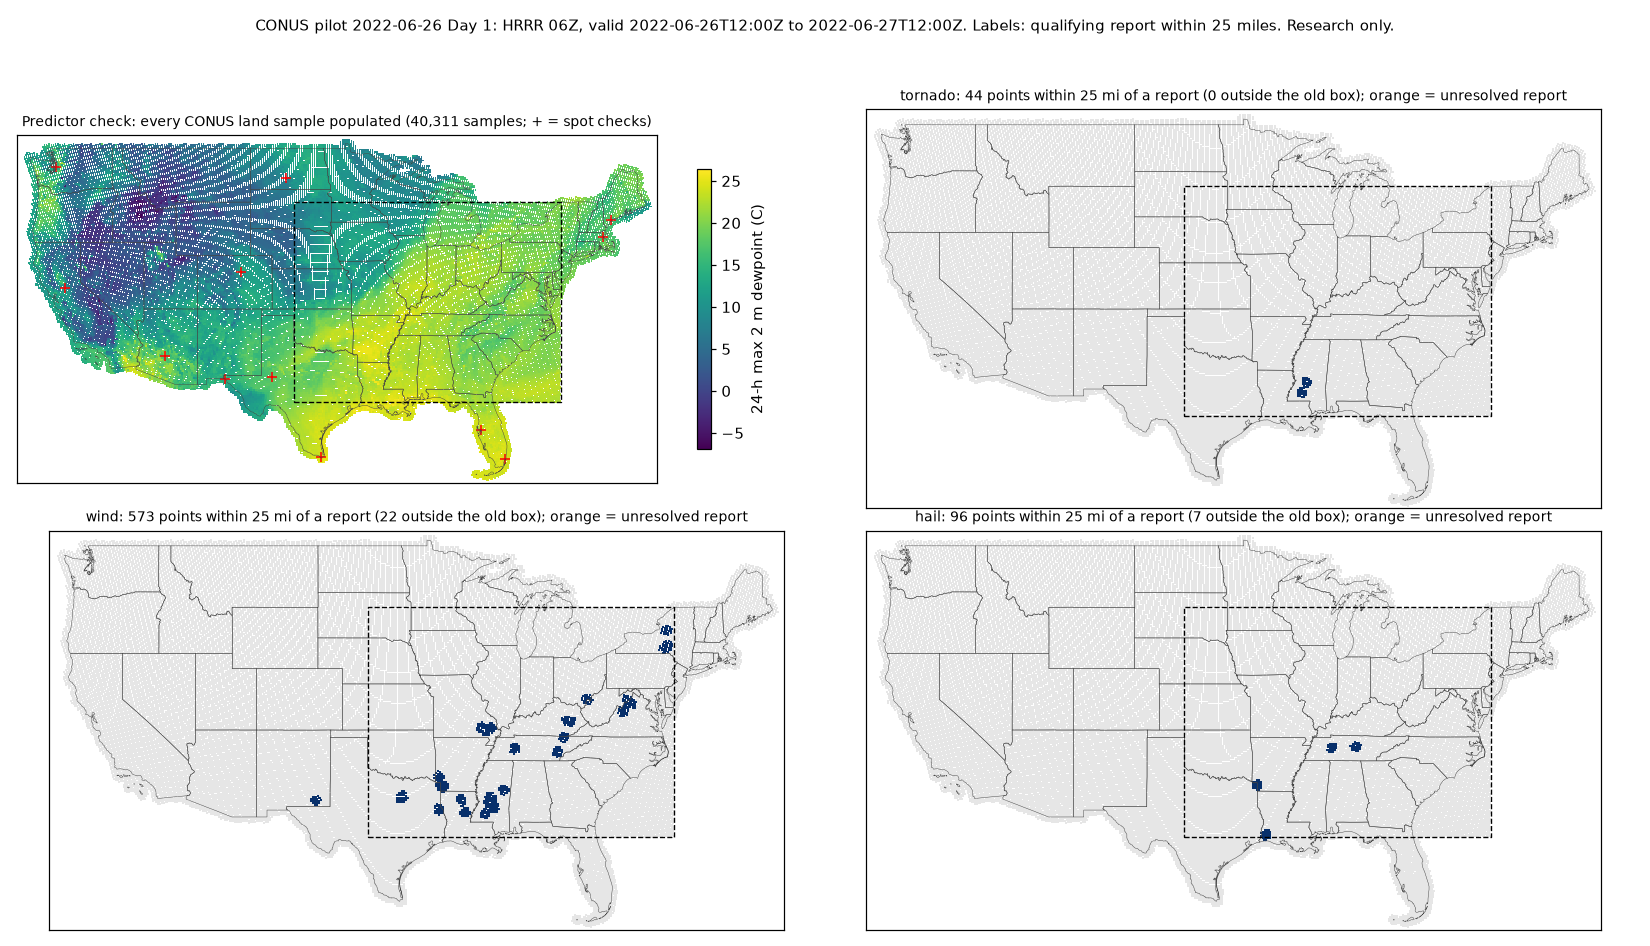 CONUS pilot 2022-06-26 Day 1: HRRR 06Z, valid 2022-06-26T12:00Z to 2022-06-27T12:00Z. Labels: qualifying report within 25 miles. Research only.
Predictor check: every CONUS land sample populated (40,311 samples; + = spot checks)
25
20
15
10
5
0
−5
24-h max 2 m dewpoint (C)
tornado: 44 points within 25 mi of a report (0 outside the old box); orange = unresolved report
wind: 573 points within 25 mi of a report (22 outside the old box); orange = unresolved report
hail: 96 points within 25 mi of a report (7 outside the old box); orange = unresolved report